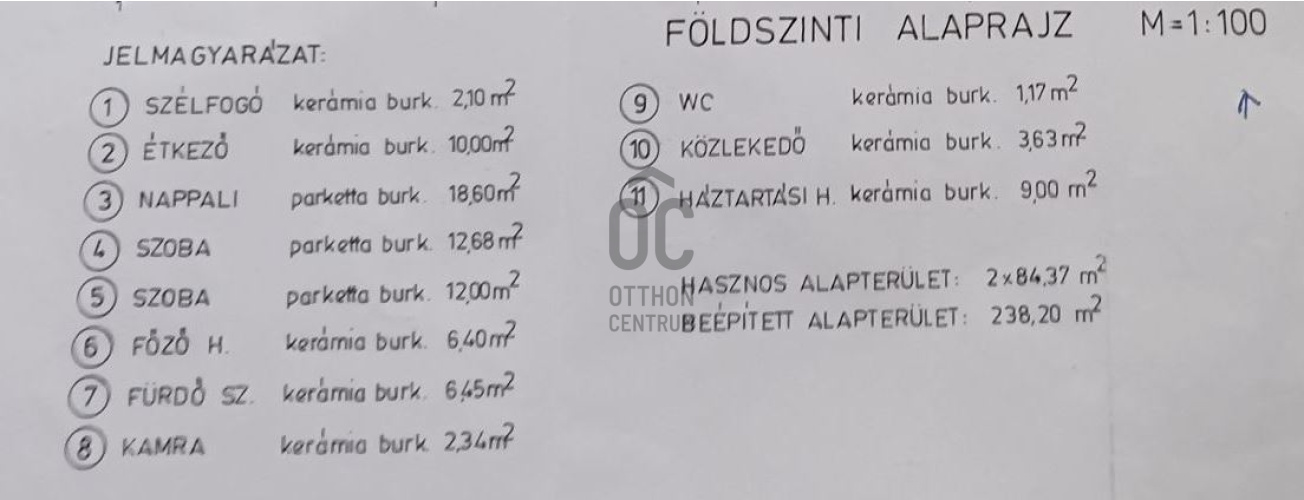 FÖLDSZINTI ALAPRAJZ M=1:100
JELMAGYARÁZAT:
1 SZÉLFOGÓ kerámia burk. 2,10 m²
2 ÉTKEZŐ kerámia burk. 10,00 m²
3 NAPPALI parketta burk. 18,60 m²
4 SZOBA parketta burk. 12,68 m²
5 SZOBA parketta burk. 12,00 m²
6 FŐZŐ H. kerámia burk. 6,40 m²
7 FÜRDŐ SZ. kerámia burk. 6,45 m²
8 KAMRA kerámia burk. 2,34 m²
9 WC kerámia burk. 1,17 m²
10 KÖZLEKEDŐ kerámia burk. 3,63 m²
11 HÁZTARTÁSI H. kerámia burk. 9,00 m²
HASZNOS ALAPTERÜLET: 2x84,37 m²
BEÉPÍTETT ALAPTERÜLET: 238,20 m²
OC
OTTHON
CENTRUM